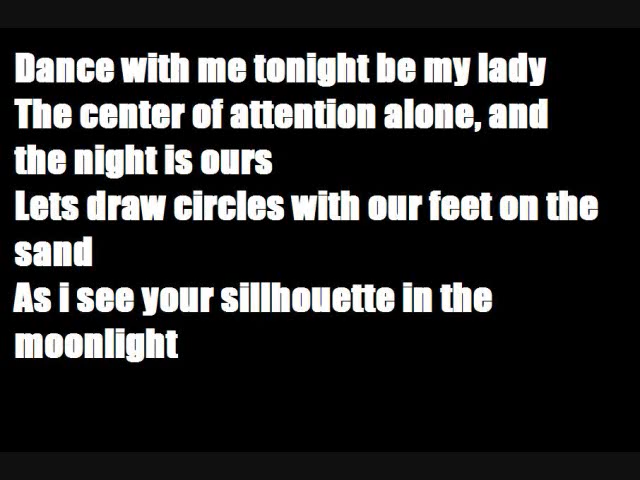 Dance with me tonight be my lady
The center of attention alone, and
the night is ours
Lets draw circles with our feet on the
sand
As i see your sillhouette in the
moonlight